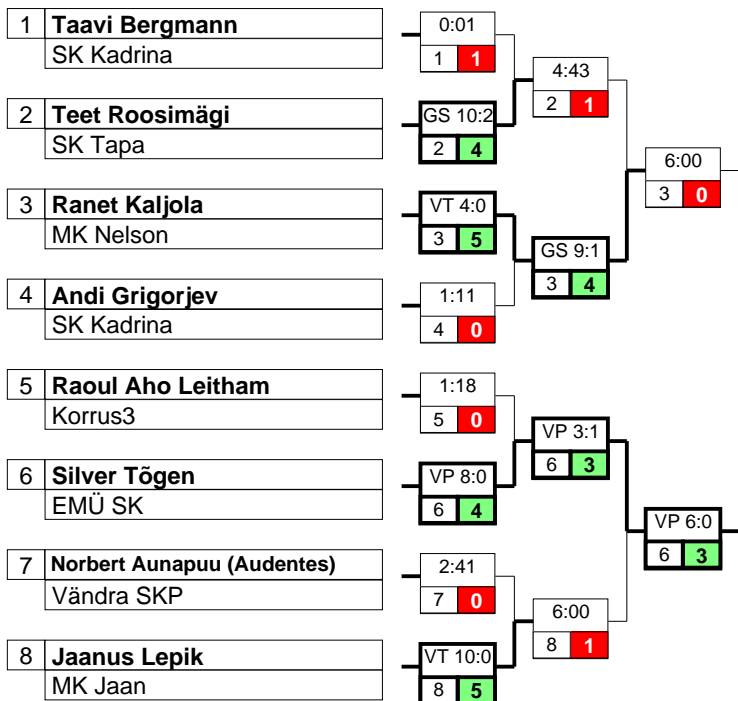 1 Taavi Bergmann
SK Kadrina
0:01
1 1
4:43
2 1
2 Teet Roosimägi
SK Tapa
GS 10:2
2 4
6:00
3 0
3 Ranet Kaljola
MK Nelson
VT 4:0
3 5
GS 9:1
3 4
4 Andi Grigorjev
SK Kadrina
1:11
4 0
5 Raoul Aho Leitham
Korrus3
1:18
5 0
VP 3:1
6 3
6 Silver Tõgen
EMÜ SK
VP 8:0
6 4
VP 6:0
6 3
7 Norbert Aunapuu (Audentes)
Vändra SKP
2:41
7 0
6:00
8 1
8 Jaanus Lepik
MK Jaan
VT 10:0
8 5